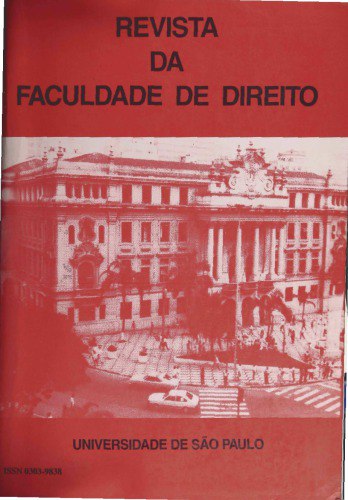 REVISTA
DA
FACULDADE DE DIREITO
UNIVERSIDADE DE SÃO PAULO
ISSN 0303-9838